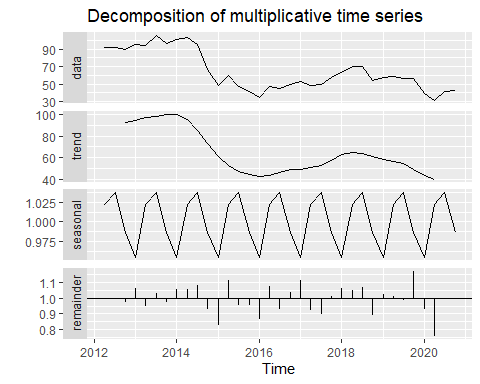 Decomposition of multiplicative time series
data
90
70
50
30
trend
100
80
60
40
seasonal
1.025
1.000
0.975
remainder
1.1
1.0
0.9
0.8
2012 2014 2016 2018 2020
Time